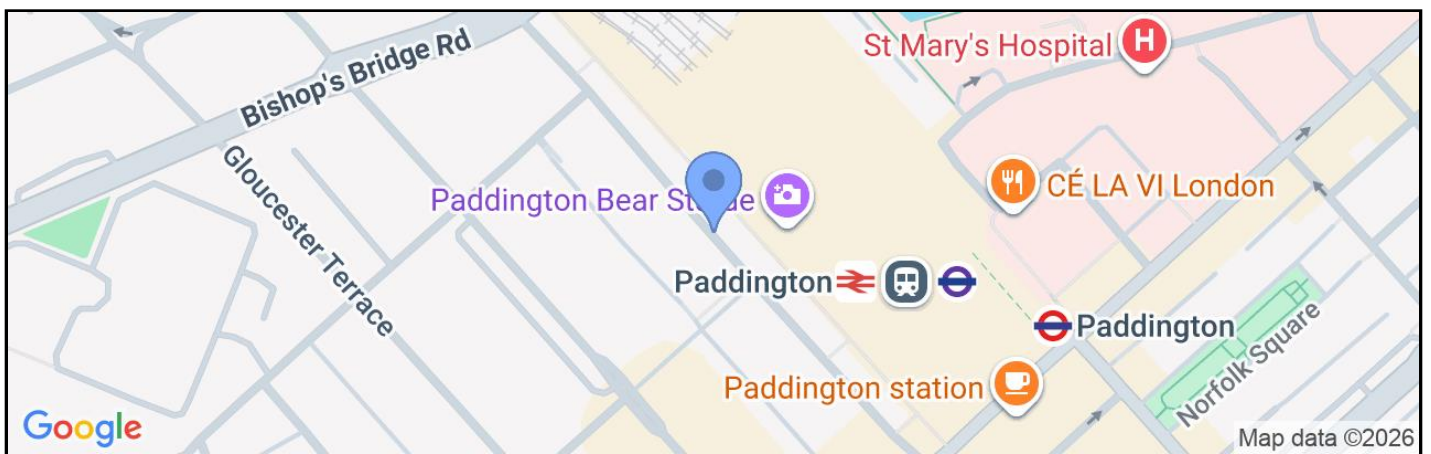 Bishop's Bridge Rd
St Mary's Hospital
H
Gloucester Terrace
Paddington Bear
CÉ LA VI London
Paddington
Paddington
Paddington station
Norfolk Square
Google
Map data ©2026